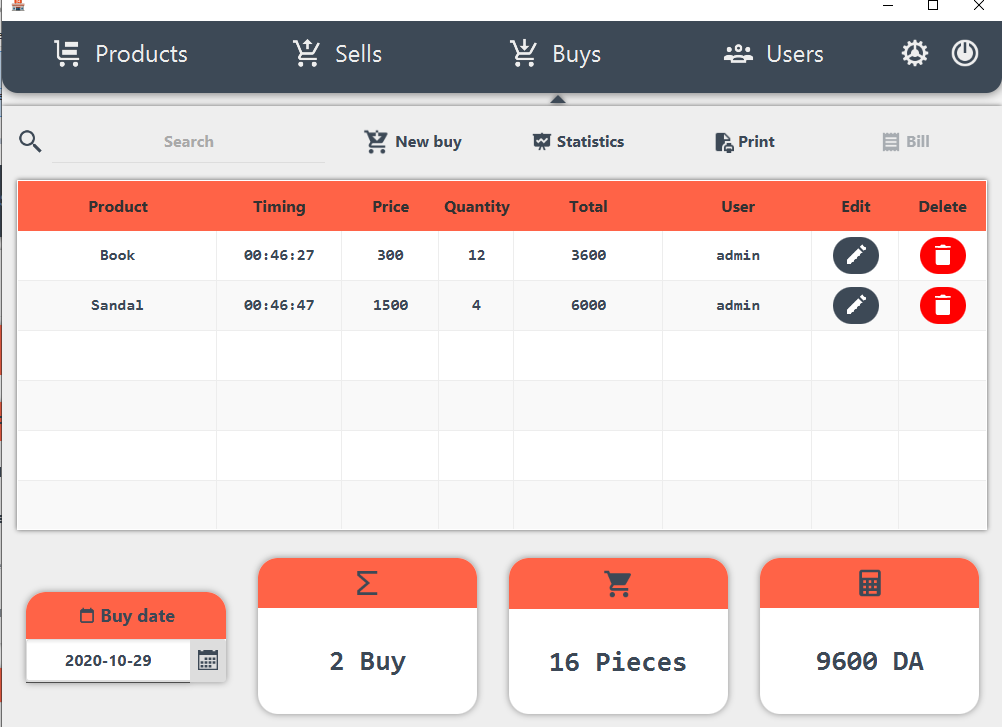 Products Sells Buys Users
Search New buy Statistics Print Bill
Product Timing Price Quantity Total User Edit Delete
Book 00:46:27 300 12 3600 admin
Sandal 00:46:47 1500 4 6000 admin
Buy date
2020-10-29
2 Buy
16 Pieces
9600 DA